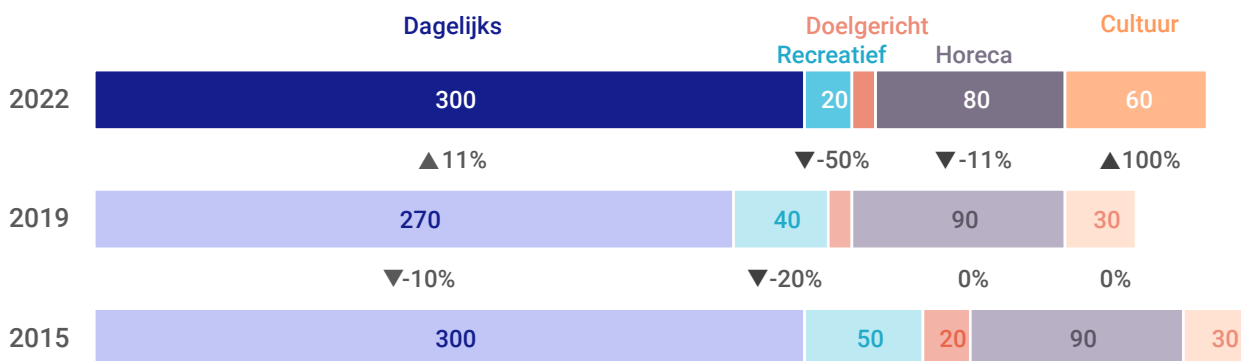 Dagelijks Doelgericht Cultuur
Recreatief Horeca
2022 300 20 80 60
▲11% ▼-50% ▼-11% ▲100%
2019 270 40 90 30
▼-10% ▼-20% 0% 0%
2015 300 50 20 90 30